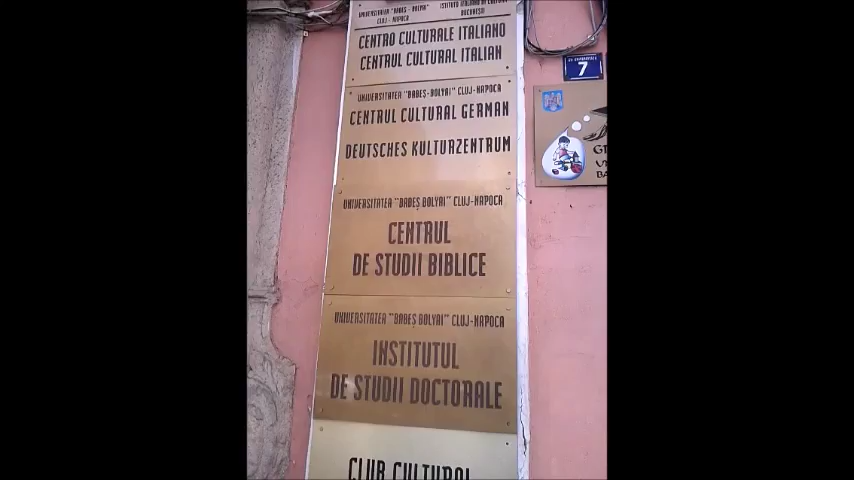 UNIVERSITATEA "BABEŞ - BOLYAI"
CLUJ - NAPOCA
ISTITUTO ITALIANO DI CULTURA
BUCUREŞTI
CENTRO CULTURALE ITALIANO
CENTRUL CULTURAL ITALIAN
UNIVERSITATEA "BABEŞ-BOLYAI" CLUJ-NAPOCA
CENTRUL CULTURAL GERMAN
DEUTSCHES KULTURZENTRUM
UNIVERSITATEA "BABEŞ BOLYAI" CLUJ-NAPOCA
CENTRUL
DE STUDII BIBLICE
UNIVERSITATEA "BABEŞ BOLYAI" CLUJ-NAPOCA
INSTITUTUL
DE STUDII DOCTORALE
CLUB CULTURAL
7